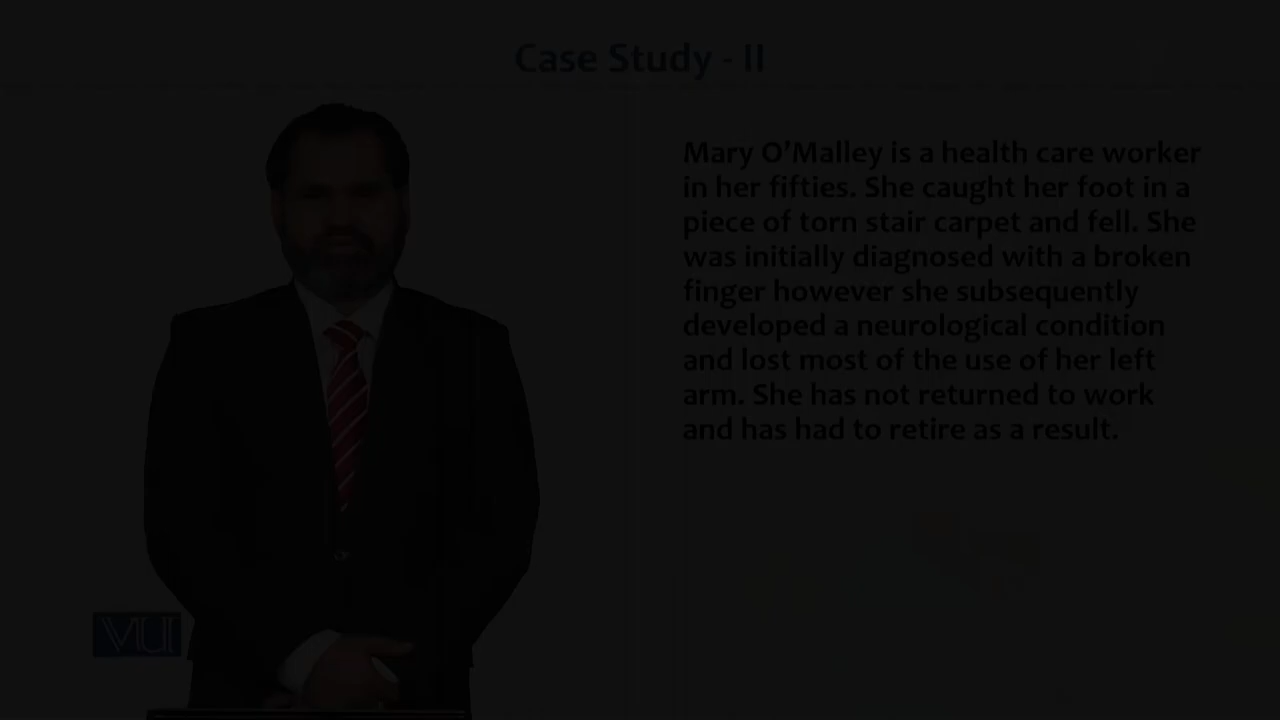 Case Study - II
Mary O'Malley is a health care worker
in her fifties. She caught her foot in a
piece of torn stair carpet and fell. She
was initially diagnosed with a broken
finger however she subsequently
developed a neurological condition
and lost most of the use of her left
arm. She has not returned to work
and has had to retire as a result.
VU